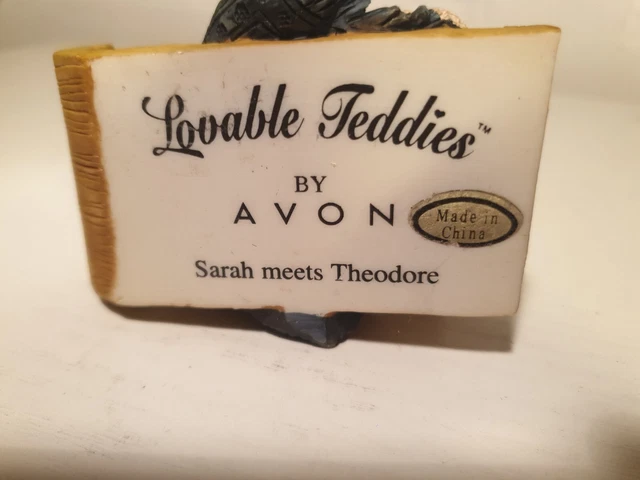 Lovable Teddies™
BY
AVON
Made in
China
Sarah meets Theodore